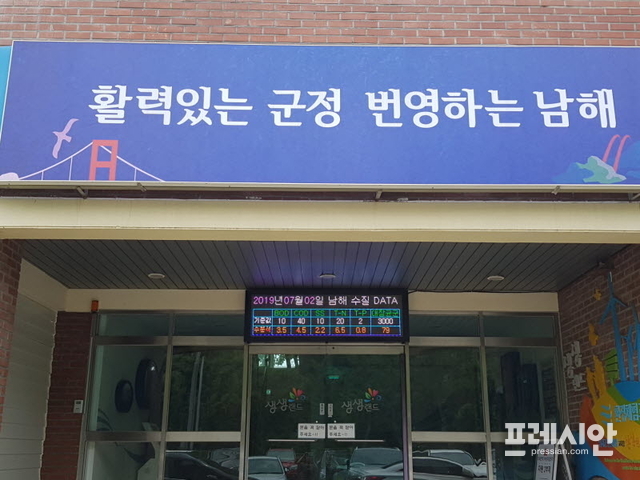 활력있는 군정 번영하는 남해
2019년07월02일 남해 수질 DATA
BOD COD SS T-N T-P 대장균군
기준값 10 40 10 20 2 3000
수분석 3.5 4.5 2.2 6.5 0.8 79
생생랜드 생생랜드
프레시안
pressian.com